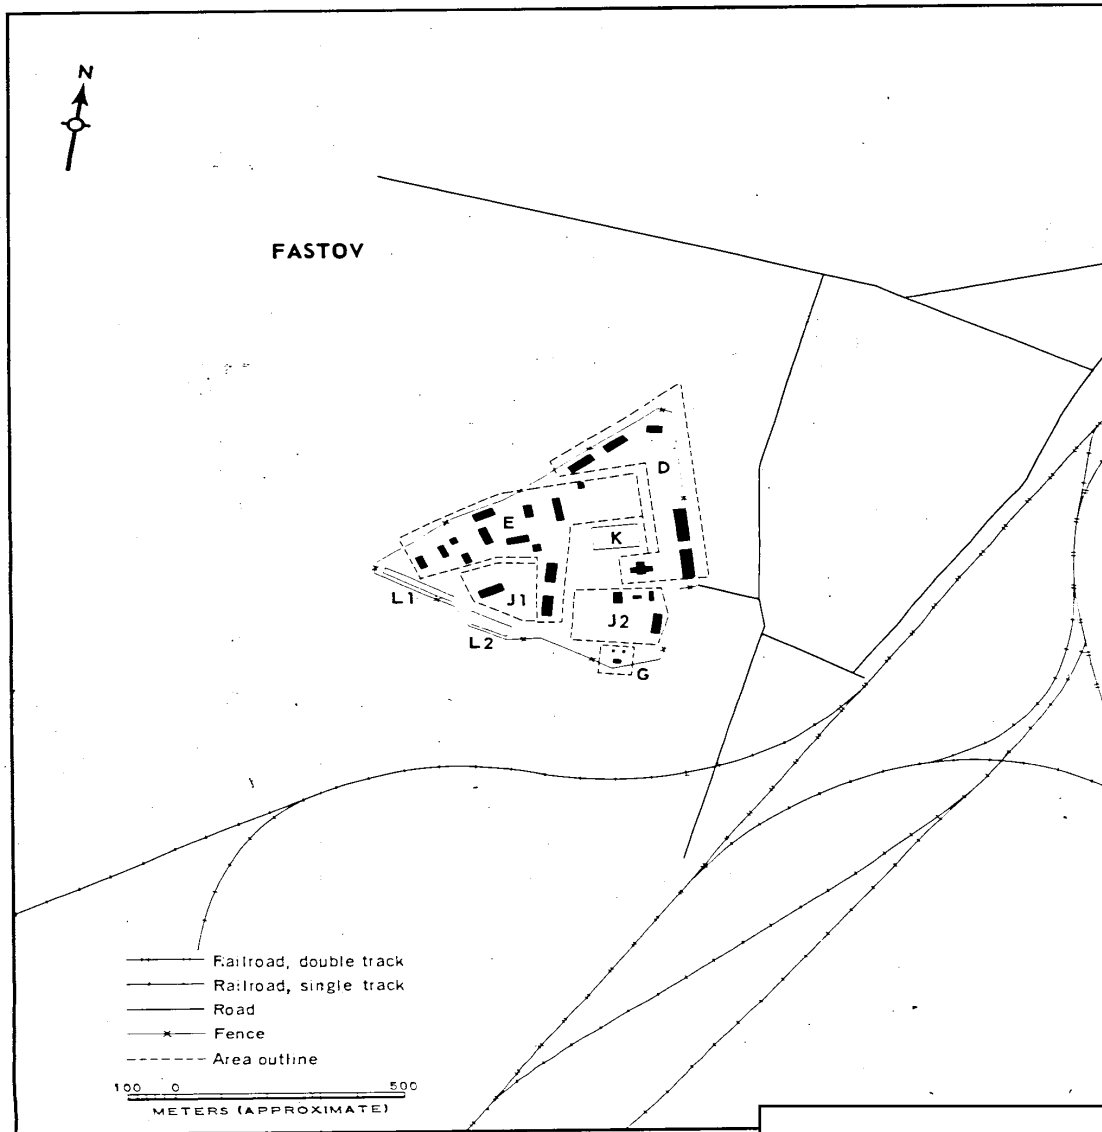 N
FASTOV
D
E
K
L1
J1
J2
L2
G
Railroad, double track
Railroad, single track
Road
Fence
Area outline
100 0 500
METERS (APPROXIMATE)